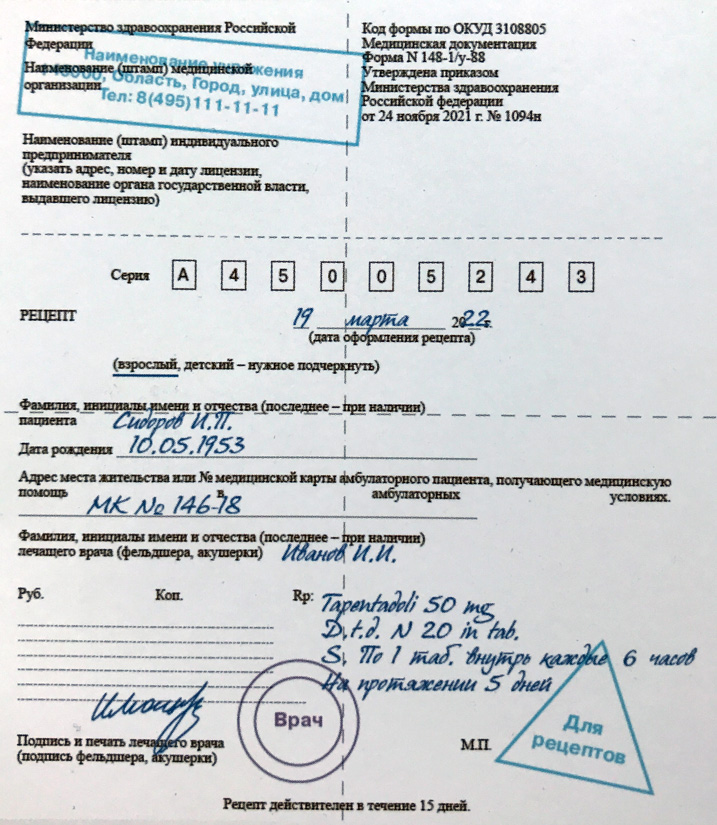 Министерство здравоохранения Российской
Федерации
Наименование (штамп) медицинской
организации
Наименование учреждения
Область, Город, улица, дом
Тел: 8(495)111-11-11
Код формы по ОКУД 3108805
Медицинская документация
Форма N 148-1/у-88
Утверждена приказом
Министерства здравоохранения
Российской федерации
от 24 ноября 2021 г. № 1094н
Наименование (штамп) индивидуального
предпринимателя
(указать адрес, номер и дату лицензии,
наименование органа государственной власти,
выдавшего лицензию)
Серия А 4 5 0 0 5 2 4 3
РЕЦЕПТ 19 марта 2022 г.
(дата оформления рецепта)
(взрослый, детский – нужное подчеркнуть)
Фамилия, инициалы имени и отчества (последнее – при наличии)
пациента Сидоров И.П.
Дата рождения 10.05.1953
Адрес места жительства или № медицинской карты амбулаторного пациента, получающего медицинскую
помощь в амбулаторных условиях.
МК № 146-18
Фамилия, инициалы имени и отчества (последнее – при наличии)
лечащего врача (фельдшера, акушерки) Иванов И.И.
Руб. Коп. Rp: Tapentadoli 50 mg
D.t.d. N 20 in tab.
S. По 1 таб. внутрь каждые 6 часов
На протяжении 5 дней
Врач
Для
рецептов
Подпись и печать лечащего врача М.П.
(подпись фельдшера, акушерки)
Рецепт действителен в течение 15 дней.